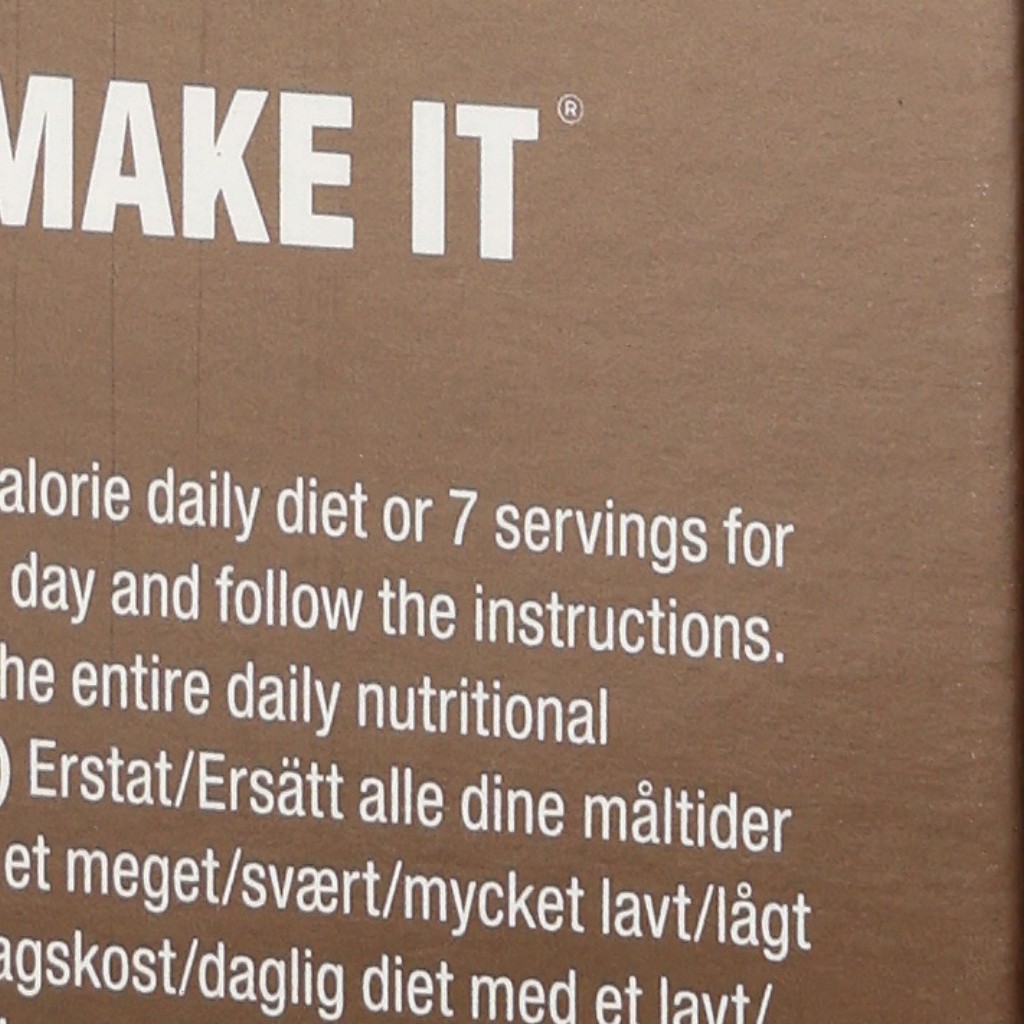 MAKE IT®
alorie daily diet or 7 servings for
day and follow the instructions.
he entire daily nutritional
) Erstat/Ersätt alle dine måltider
et meget/svært/mycket lavt/lågt
agskost/daglig diet med et lavt/